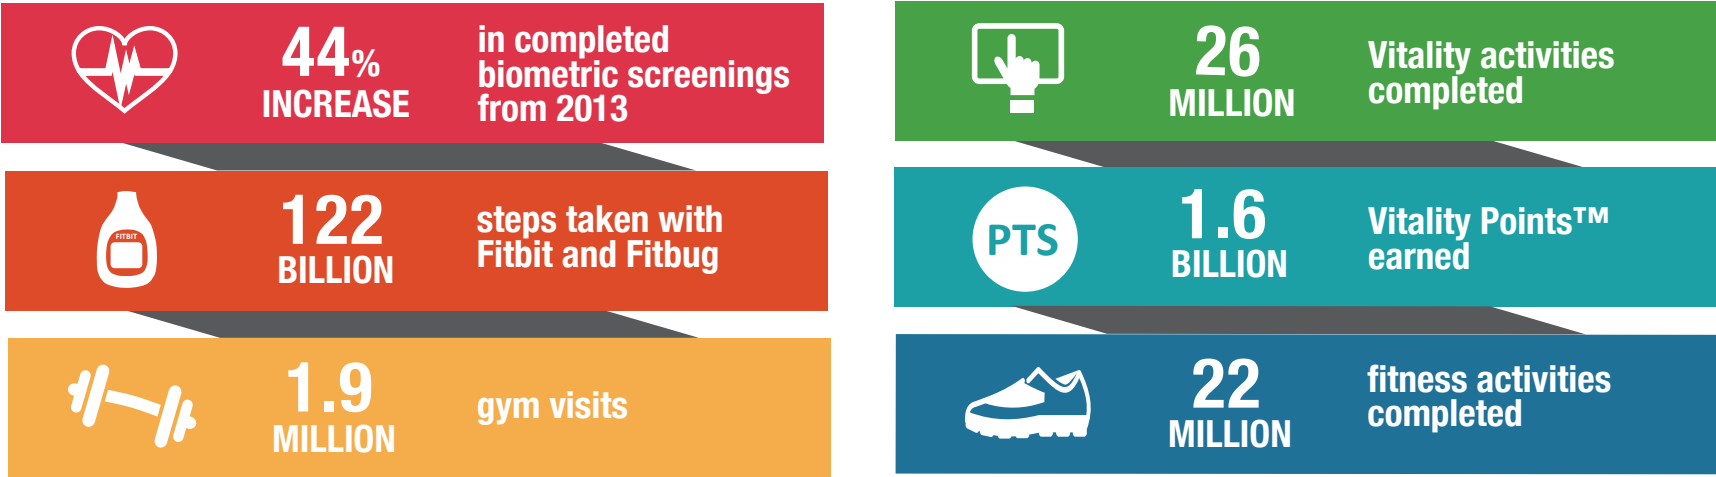 44%
INCREASE
in completed
biometric screenings
from 2013
FITBIT
122
BILLION
steps taken with
Fitbit and Fitbug
1.9
MILLION
gym visits
26
MILLION
Vitality activities
completed
PTS
1.6
BILLION
Vitality Points™
earned
22
MILLION
fitness activities
completed